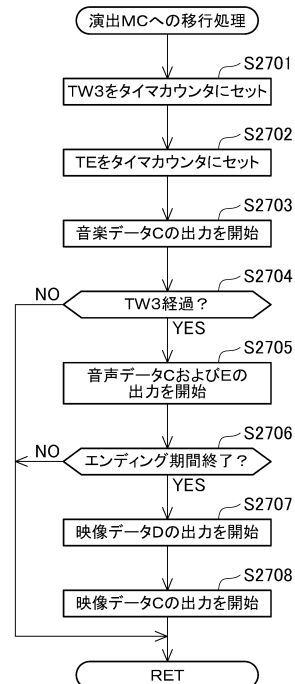 演出MCへの移行処理
S2701
TW3をタイマカウンタにセット
S2702
TEをタイマカウンタにセット
S2703
音楽データCの出力を開始
S2704
TW3経過？
NO
YES
S2705
音声データCおよびEの
出力を開始
S2706
エンディング期間終了？
NO
YES
S2707
映像データDの出力を開始
S2708
映像データCの出力を開始
RET